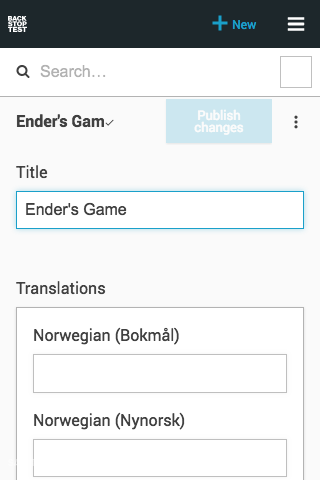 BACK
STOP
TEST
New
Search…
Ender's Gam
Publish
changes
Title
Ender's Game
Translations
Norwegian (Bokmål)
Norwegian (Nynorsk)